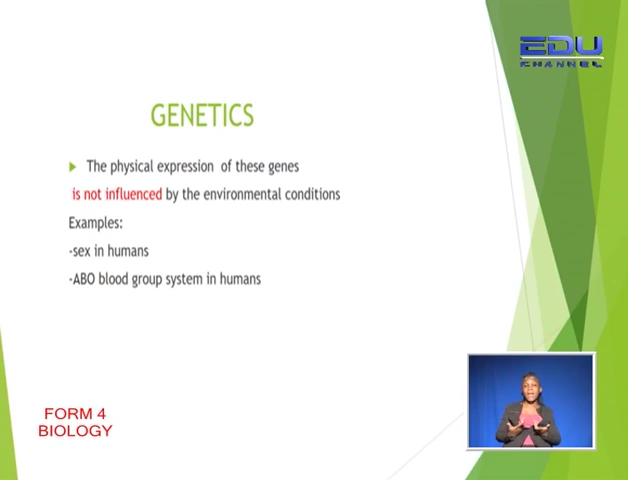 EDU
CHANNEL
GENETICS
The physical expression of these genes
is not influenced by the environmental conditions
Examples:
-sex in humans
-ABO blood group system in humans
FORM 4
BIOLOGY